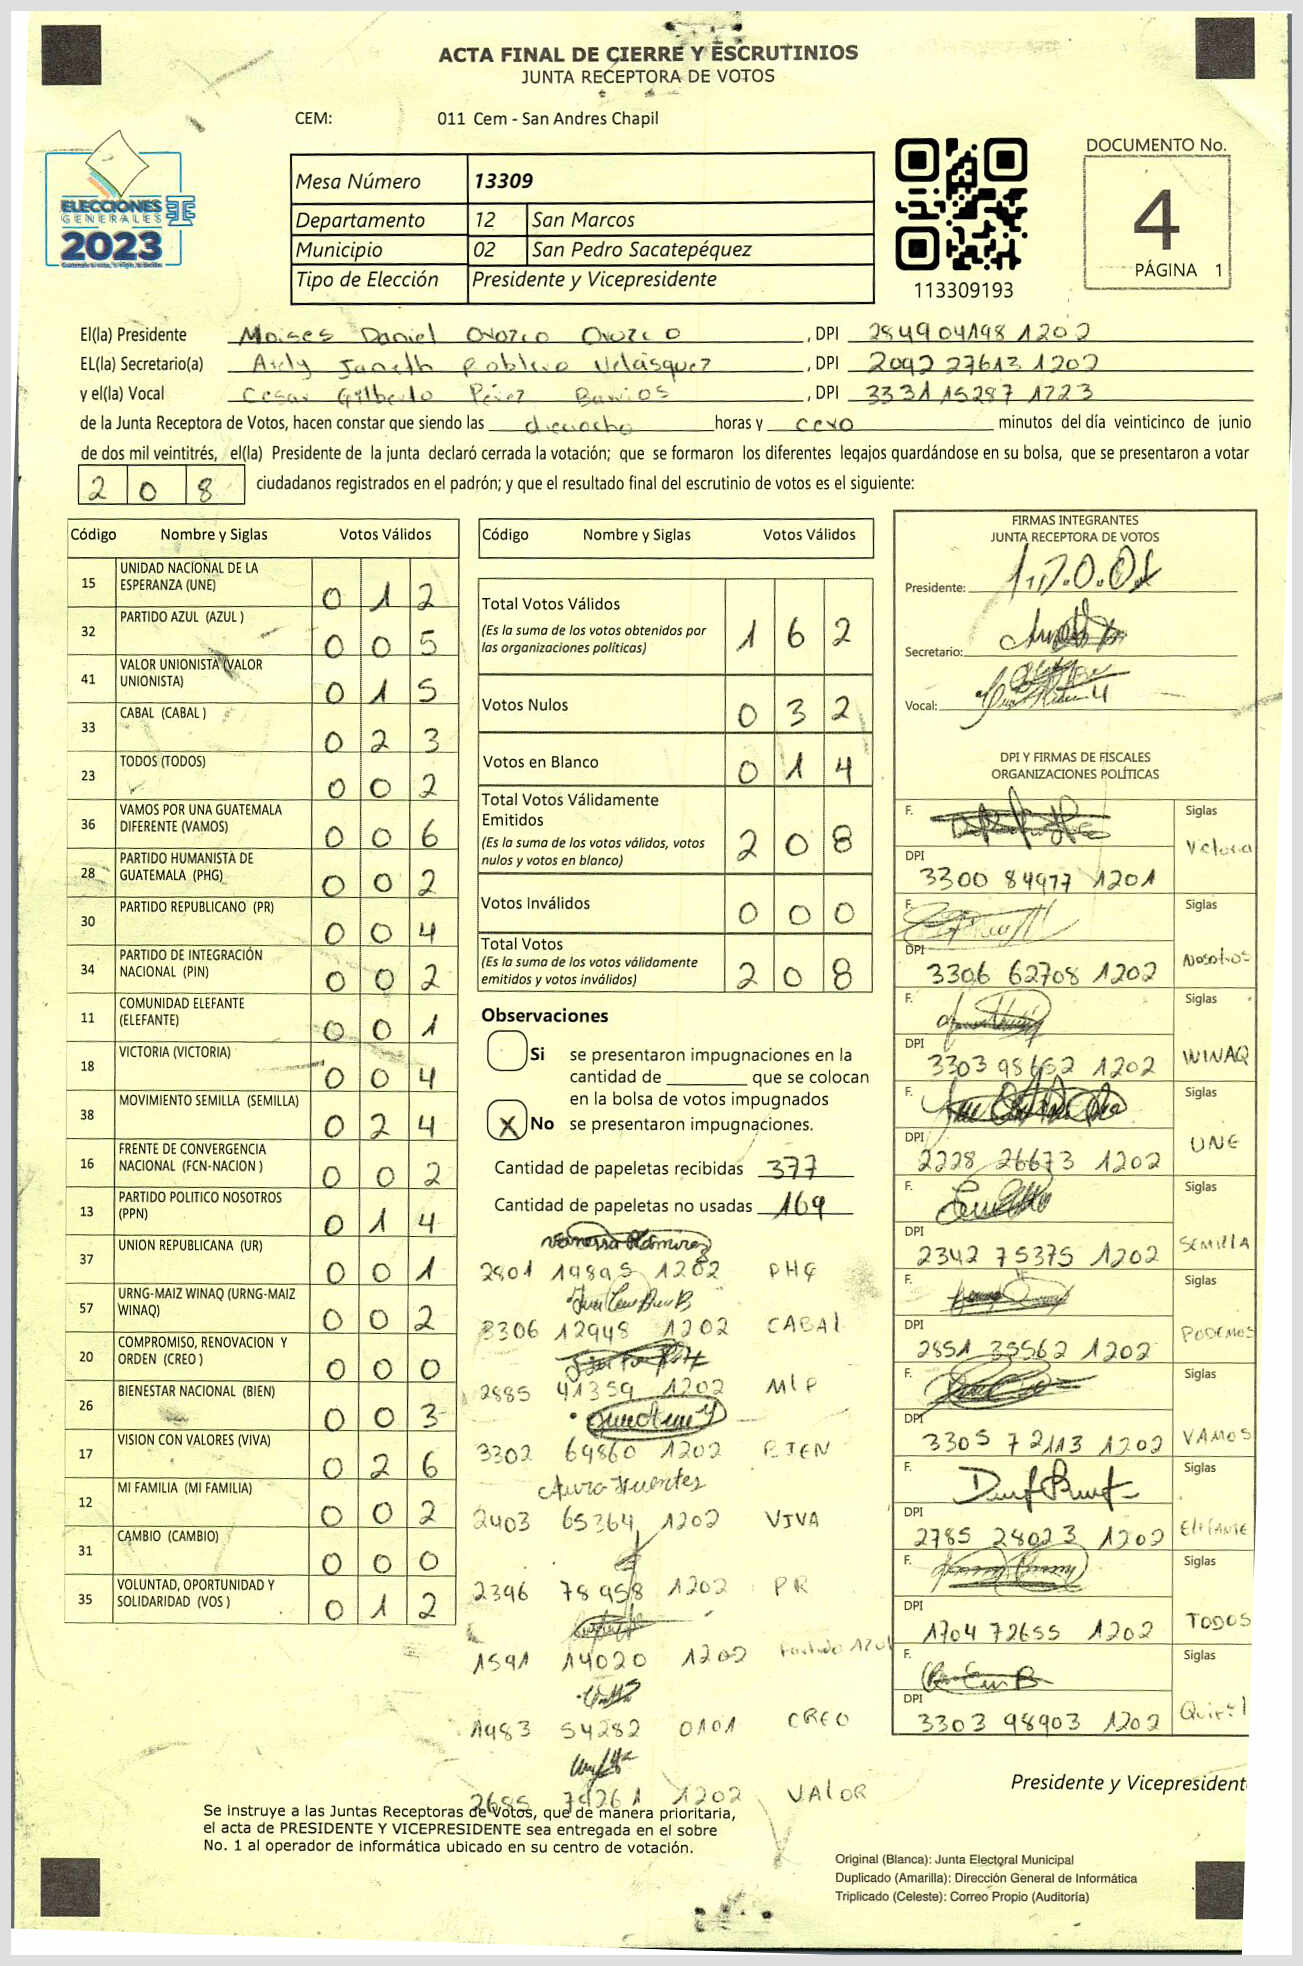 ACTA FINAL DE CIERRE Y ESCRUTINIOS
JUNTA RECEPTORA DE VOTOS
CEM: 011 Cem - San Andres Chapil
ELECCIONES
GENERALES
2023
Mesa Número 13309
Departamento 12 San Marcos
Municipio 02 San Pedro Sacatepéquez
Tipo de Elección Presidente y Vicepresidente
113309193
DOCUMENTO No.
4
PÁGINA 1
El(la) Presidente Moises Daniel Orozco Orozco , DPI 284904198 1202
EL(la) Secretario(a) Arely Janeth Poblero Velásquez , DPI 2092 27613 1202
y el(la) Vocal Cesar Gilberto Pérez Barrios , DPI 3331 15287 1223
de la Junta Receptora de Votos, hacen constar que siendo las dieciocho horas y cero minutos del día veinticinco de junio
de dos mil veintitrés, el(la) Presidente de la junta declaró cerrada la votación; que se formaron los diferentes legajos guardándose en su bolsa, que se presentaron a votar
208 ciudadanos registrados en el padrón; y que el resultado final del escrutinio de votos es el siguiente:
Código Nombre y Siglas Votos Válidos
15 UNIDAD NACIONAL DE LA ESPERANZA (UNE) 0 1 2
32 PARTIDO AZUL (AZUL ) 0 0 5
41 VALOR UNIONISTA (VALOR UNIONISTA) 0 1 5
33 CABAL (CABAL ) 0 2 3
23 TODOS (TODOS) 0 0 2
36 VAMOS POR UNA GUATEMALA DIFERENTE (VAMOS) 0 0 6
28 PARTIDO HUMANISTA DE GUATEMALA (PHG) 0 0 2
30 PARTIDO REPUBLICANO (PR) 0 0 4
34 PARTIDO DE INTEGRACIÓN NACIONAL (PIN) 0 0 2
11 COMUNIDAD ELEFANTE (ELEFANTE) 0 0 1
18 VICTORIA (VICTORIA) 0 0 4
38 MOVIMIENTO SEMILLA (SEMILLA) 0 2 4
16 FRENTE DE CONVERGENCIA NACIONAL (FCN-NACION ) 0 0 2
13 PARTIDO POLITICO NOSOTROS (PPN) 0 1 4
37 UNION REPUBLICANA (UR) 0 0 1
57 URNG-MAIZ WINAQ (URNG-MAIZ WINAQ) 0 0 2
20 COMPROMISO, RENOVACION Y ORDEN (CREO ) 0 0 0
26 BIENESTAR NACIONAL (BIEN) 0 0 3
17 VISION CON VALORES (VIVA) 0 2 6
12 MI FAMILIA (MI FAMILIA) 0 0 2
31 CAMBIO (CAMBIO) 0 0 0
35 VOLUNTAD, OPORTUNIDAD Y SOLIDARIDAD (VOS ) 0 1 2
Código Nombre y Siglas Votos Válidos
Total Votos Válidos
(Es la suma de los votos obtenidos por las organizaciones políticas) 1 6 2
Votos Nulos 0 3 2
Votos en Blanco 0 1 4
Total Votos Válidamente Emitidos
(Es la suma de los votos válidos, votos nulos y votos en blanco) 2 0 8
Votos Inválidos 0 0 0
Total Votos
(Es la suma de los votos válidamente emitidos y votos inválidos) 2 0 8
Observaciones
Si se presentaron impugnaciones en la
cantidad de ________ que se colocan
en la bolsa de votos impugnados
X No se presentaron impugnaciones.
Cantidad de papeletas recibidas 377
Cantidad de papeletas no usadas 169
Vanessa Ramirez
2801 19895 1202 PHG
3306 12948 1202 CABAL
2885 41359 1202 MLP
3302 69860 1202 BIEN
Fuentes
2403 65364 1202 VIVA
2396 78958 1202 PR
1591 14020 1202 Partido AZUL
1983 54282 0101 CREO
2685 79261 1202 VALOR
FIRMAS INTEGRANTES
JUNTA RECEPTORA DE VOTOS
Presidente:
Secretario:
Vocal:
DPI Y FIRMAS DE FISCALES
ORGANIZACIONES POLÍTICAS
F. Siglas
DPI 3300 84977 1201 Victoria
F. Siglas
DPI 3306 62708 1202 Nosotros
F. Siglas
DPI 3303 98652 1202 WINAQ
F. Siglas
DPI 2228 26673 1202 UNE
F. Siglas
DPI 2342 75375 1202 SEMILLA
F. Siglas
DPI 2851 35562 1202 PODEMOS
F. Siglas
DPI 3305 72113 1202 VAMOS
F. Siglas
DPI 2785 28023 1202 Elefante
F. Siglas
DPI 1704 72655 1202 TODOS
F. Siglas
DPI 3303 98903 1202
Presidente y Vicepresident
Se instruye a las Juntas Receptoras de Votos, que de manera prioritaria,
el acta de PRESIDENTE Y VICEPRESIDENTE sea entregada en el sobre
No. 1 al operador de informática ubicado en su centro de votación.
Original (Blanca): Junta Electoral Municipal
Duplicado (Amarilla): Dirección General de Informática
Triplicado (Celeste): Correo Propio (Auditoría)